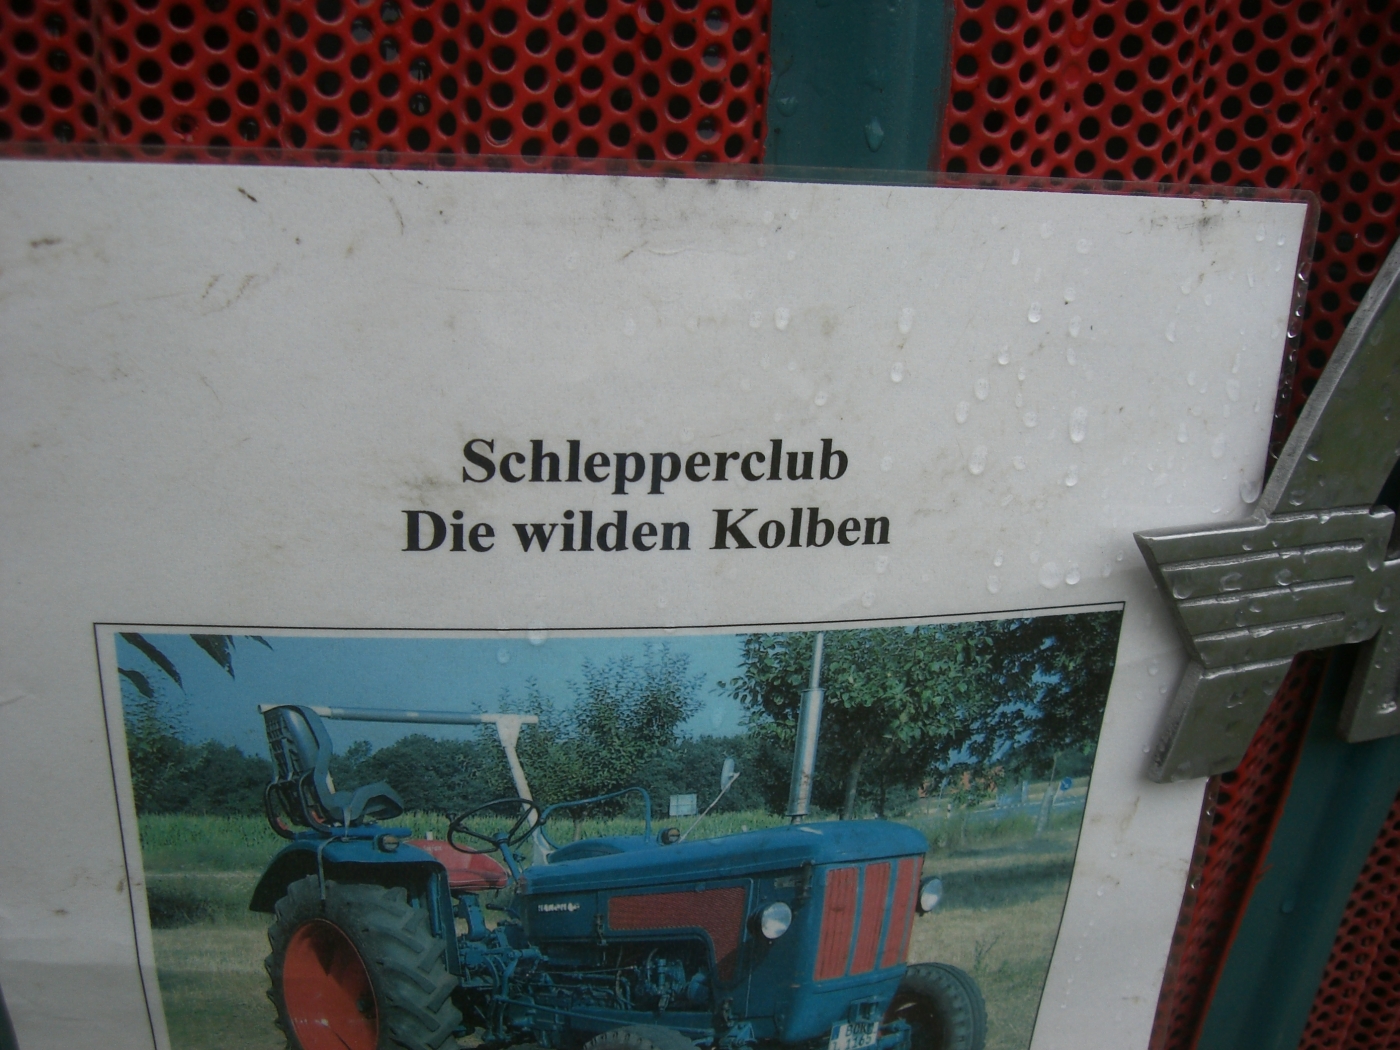 Schlepperclub
Die wilden Kolben